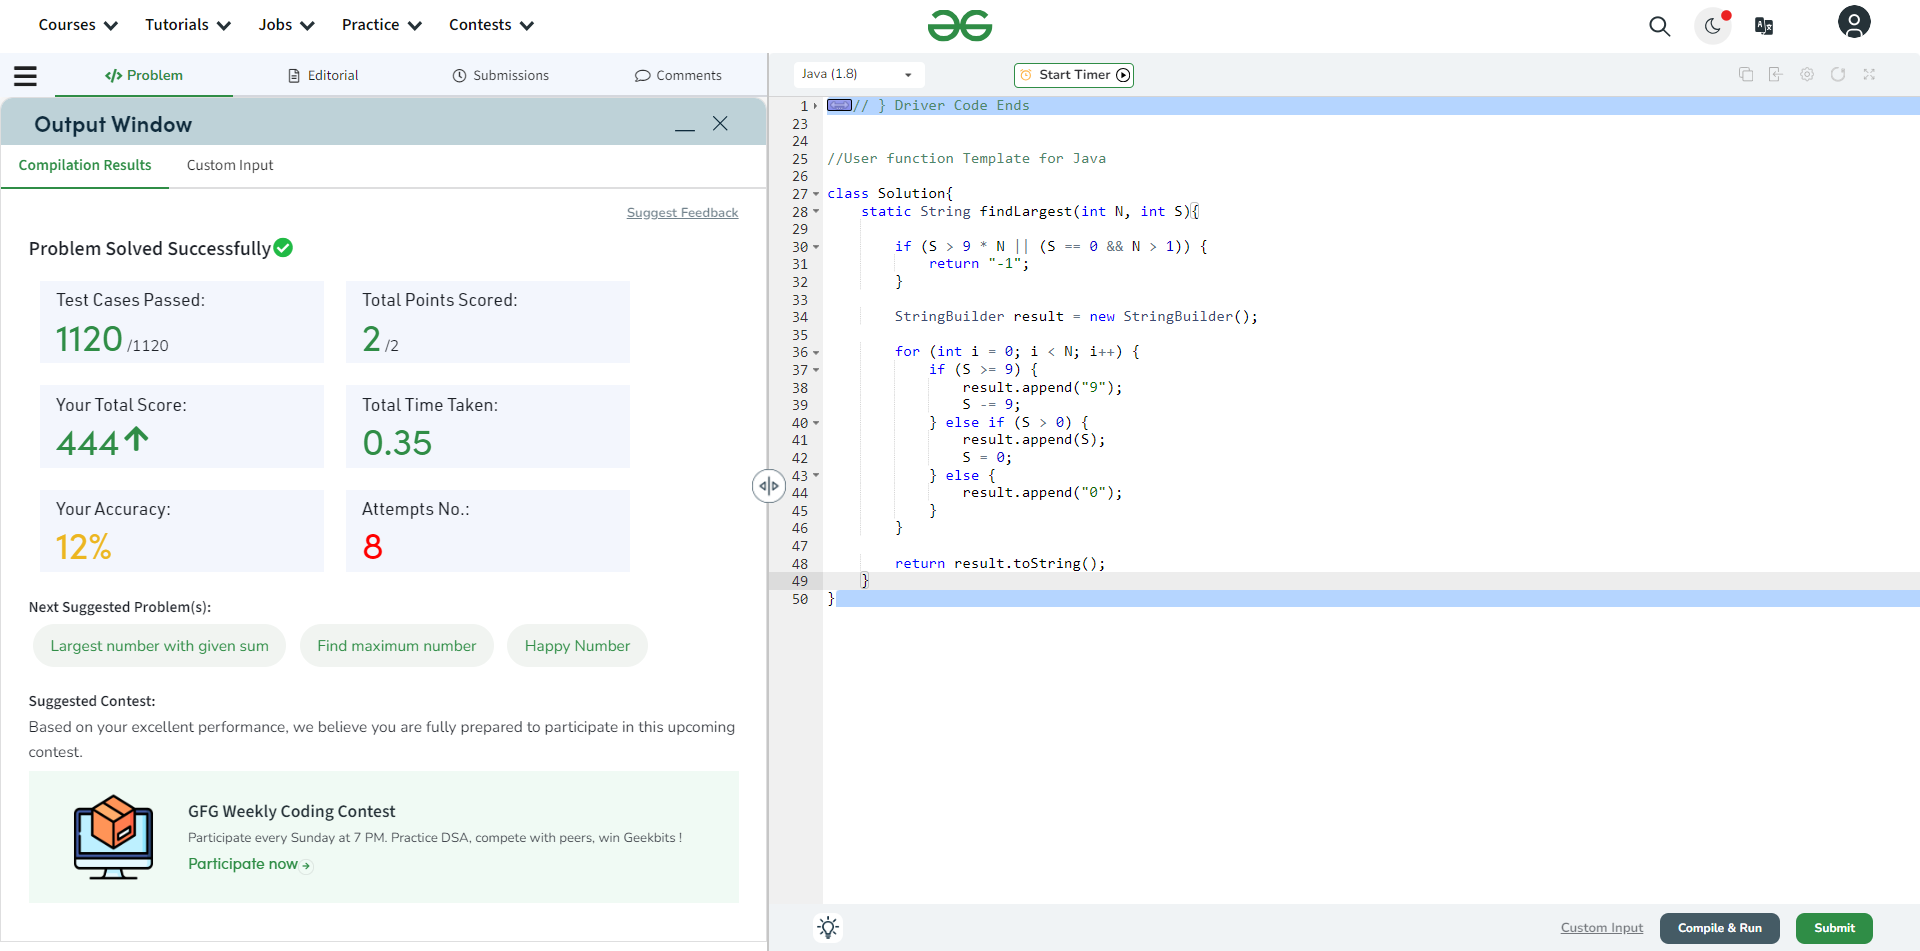 Courses Tutorials Jobs Practice Contests
</> Problem Editorial Submissions Comments
Output Window
Compilation Results Custom Input
Suggest Feedback
Problem Solved Successfully
Test Cases Passed:
1120 /1120
Total Points Scored:
2 /2
Your Total Score:
444
Total Time Taken:
0.35
Your Accuracy:
12%
Attempts No.:
8
Next Suggested Problem(s):
Largest number with given sum Find maximum number Happy Number
Suggested Contest:
Based on your excellent performance, we believe you are fully prepared to participate in this upcoming
contest.
GFG Weekly Coding Contest
Participate every Sunday at 7 PM. Practice DSA, compete with peers, win Geekbits !
Participate now
Java (1.8) Start Timer
1 // } Driver Code Ends
23
24
25 //User function Template for Java
26
27 class Solution{
28 static String findLargest(int N, int S){
29
30 if (S > 9 * N || (S == 0 && N > 1)) {
31 return "-1";
32 }
33
34 StringBuilder result = new StringBuilder();
35
36 for (int i = 0; i < N; i++) {
37 if (S >= 9) {
38 result.append("9");
39 S -= 9;
40 } else if (S > 0) {
41 result.append(S);
42 S = 0;
43 } else {
44 result.append("0");
45 }
46 }
47
48 return result.toString();
49 }
50 }
Custom Input Compile & Run Submit